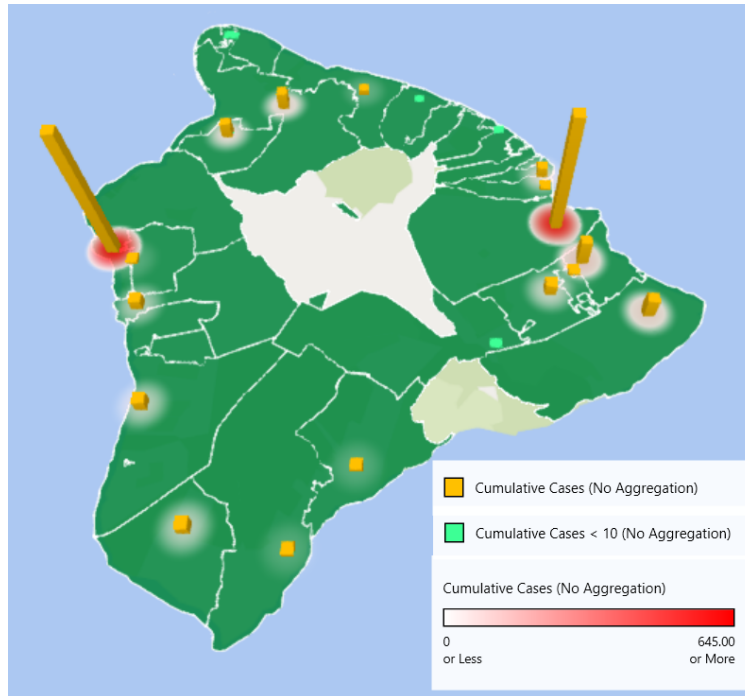 Cumulative Cases (No Aggregation)
Cumulative Cases < 10 (No Aggregation)
Cumulative Cases (No Aggregation)
0 645.00
or Less or More